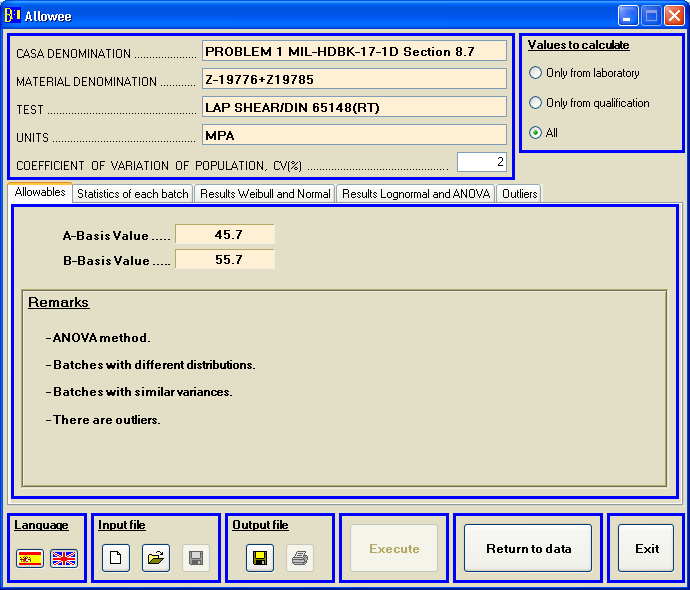 Allowee
CASA DENOMINATION ..................... PROBLEM 1 MIL-HDBK-17-1D Section 8.7
MATERIAL DENOMINATION ............ Z-19776+Z19785
TEST .................................................. LAP SHEAR/DIN 65148(RT)
UNITS ................................................ MPA
COEFFICIENT OF VARIATION OF POPULATION, CV(%) ............................................... 2
Values to calculate
Only from laboratory
Only from qualification
All
Allowables Statistics of each batch Results Weibull and Normal Results Lognormal and ANOVA Outliers
A-Basis Value ..... 45.7
B-Basis Value ..... 55.7
Remarks
-ANOVA method.
-Batches with different distributions.
-Batches with similar variances.
-There are outliers.
Language Input file Output file
Execute Return to data Exit